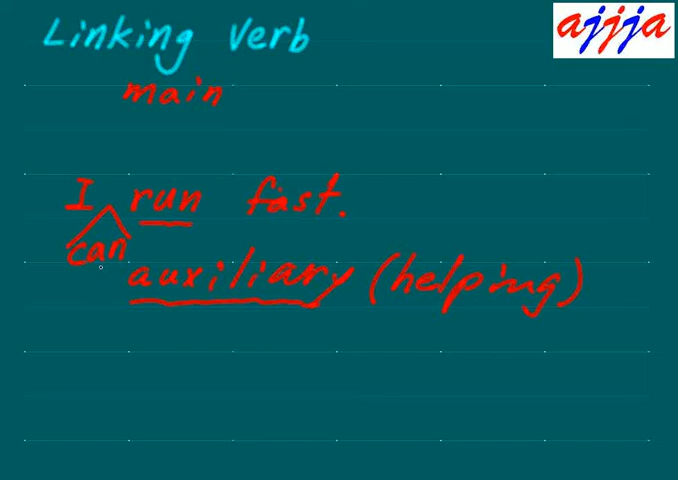 Linking Verb
ajjja
main
I run fast.
can
auxiliary (helping)